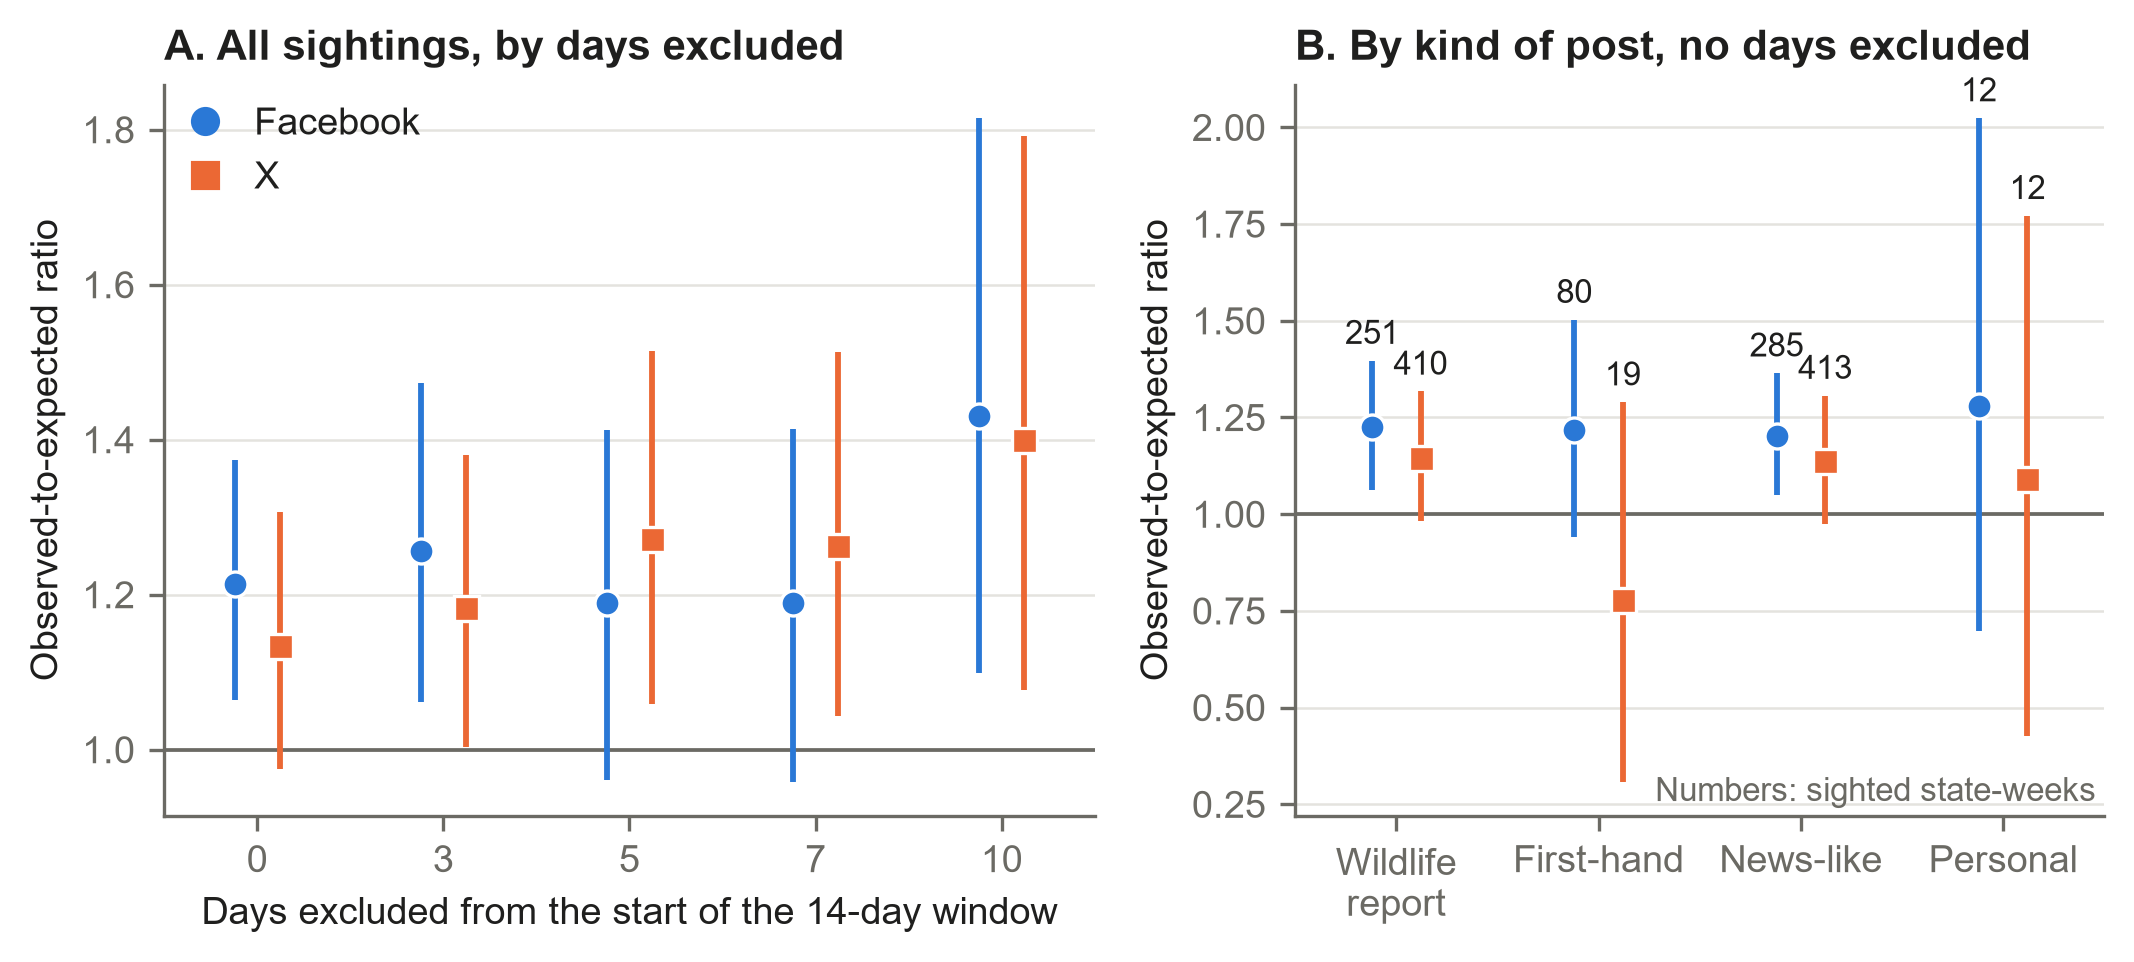 A. All sightings, by days excluded
Facebook
X
Observed-to-expected ratio
1.8
1.6
1.4
1.2
1.0
0
3
5
7
10
Days excluded from the start of the 14-day window
B. By kind of post, no days excluded
Observed-to-expected ratio
2.00
1.75
1.50
1.25
1.00
0.75
0.50
0.25
251
410
80
19
285
413
12
12
Numbers: sighted state-weeks
Wildlife
report
First-hand
News-like
Personal